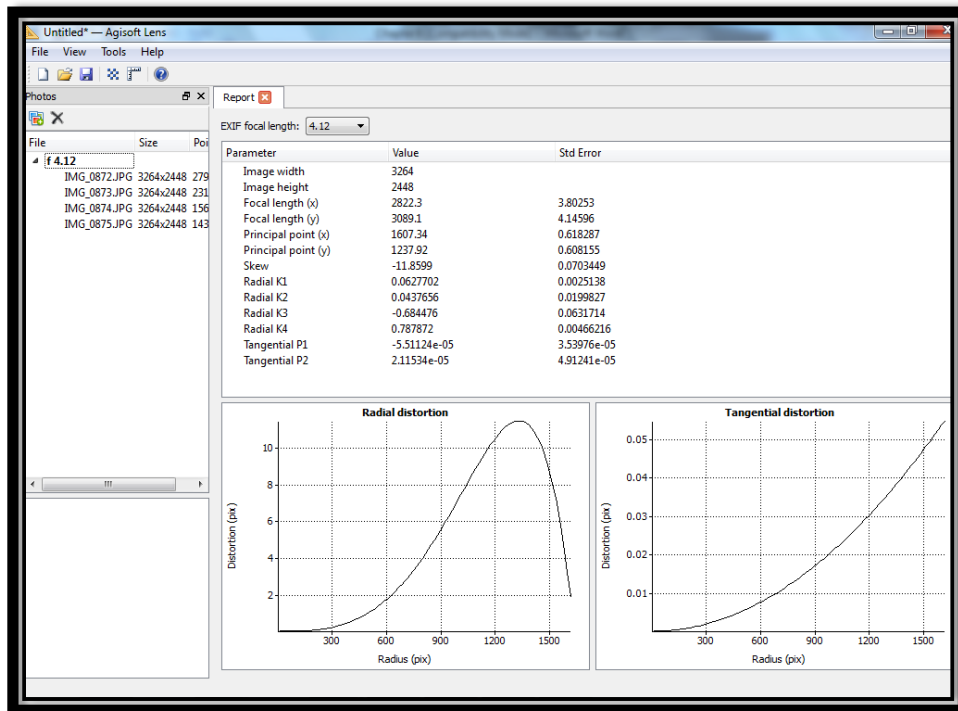 Untitled* — Agisoft Lens
File View Tools Help
Photos
File Size Poi
f 4.12
IMG_0872.JPG 3264x2448 279
IMG_0873.JPG 3264x2448 231
IMG_0874.JPG 3264x2448 156
IMG_0875.JPG 3264x2448 143
Report
EXIF focal length: 4.12
Parameter Value Std Error
Image width 3264
Image height 2448
Focal length (x) 2822.3 3.80253
Focal length (y) 3089.1 4.14596
Principal point (x) 1607.34 0.618287
Principal point (y) 1237.92 0.608155
Skew -11.8599 0.0703449
Radial K1 0.0627702 0.0025138
Radial K2 0.0437656 0.0199827
Radial K3 -0.684476 0.0631714
Radial K4 0.787872 0.00466216
Tangential P1 -5.51124e-05 3.53976e-05
Tangential P2 2.11534e-05 4.91241e-05
Radial distortion
10
8
6
4
2
Distortion (pix)
300 600 900 1200 1500
Radius (pix)
Tangential distortion
0.05
0.04
0.03
0.02
0.01
Distortion (pix)
300 600 900 1200 1500
Radius (pix)